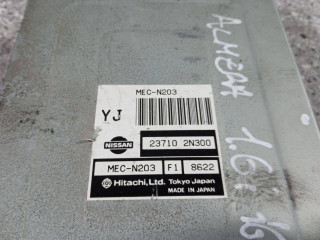 MEC-N203
YJ
NISSAN
23710 2N300
MEC-N203 F1 8622
Hitachi, Ltd. Tokyo Japan
MADE IN JAPAN
ALMERA
1.6i